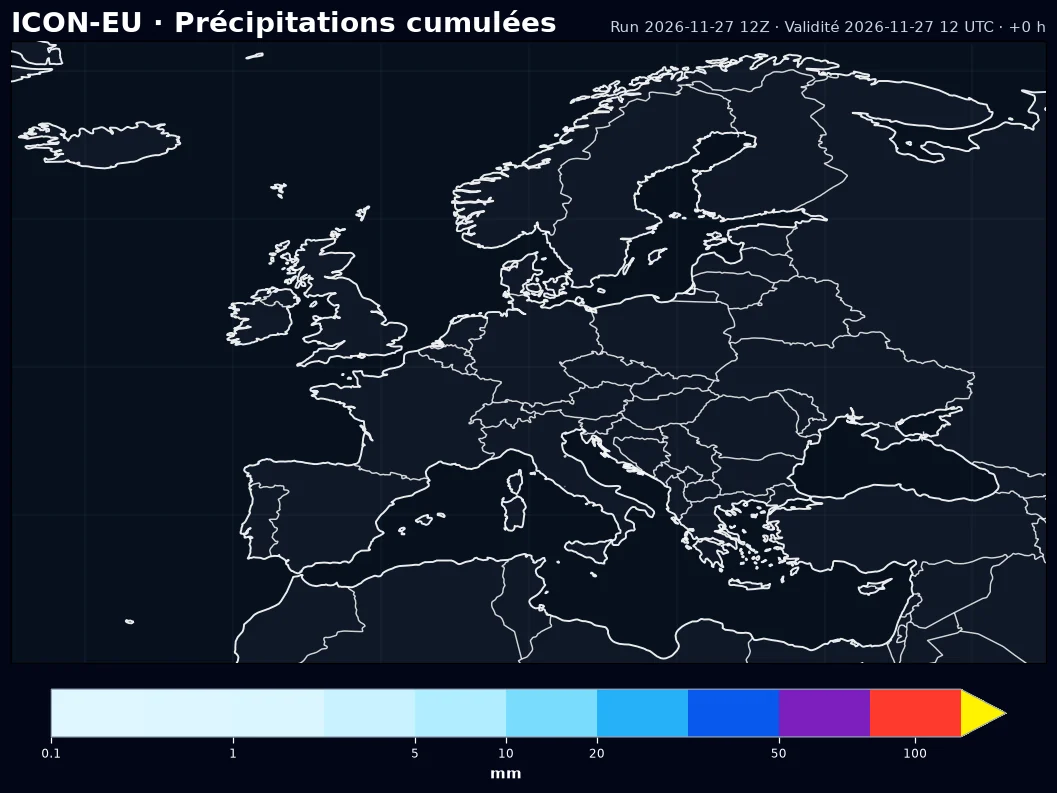 ICON-EU · Précipitations cumulées
Run 2026-11-27 12Z · Validité 2026-11-27 12 UTC · +0 h
0.1 1 5 10 20 50 100
mm